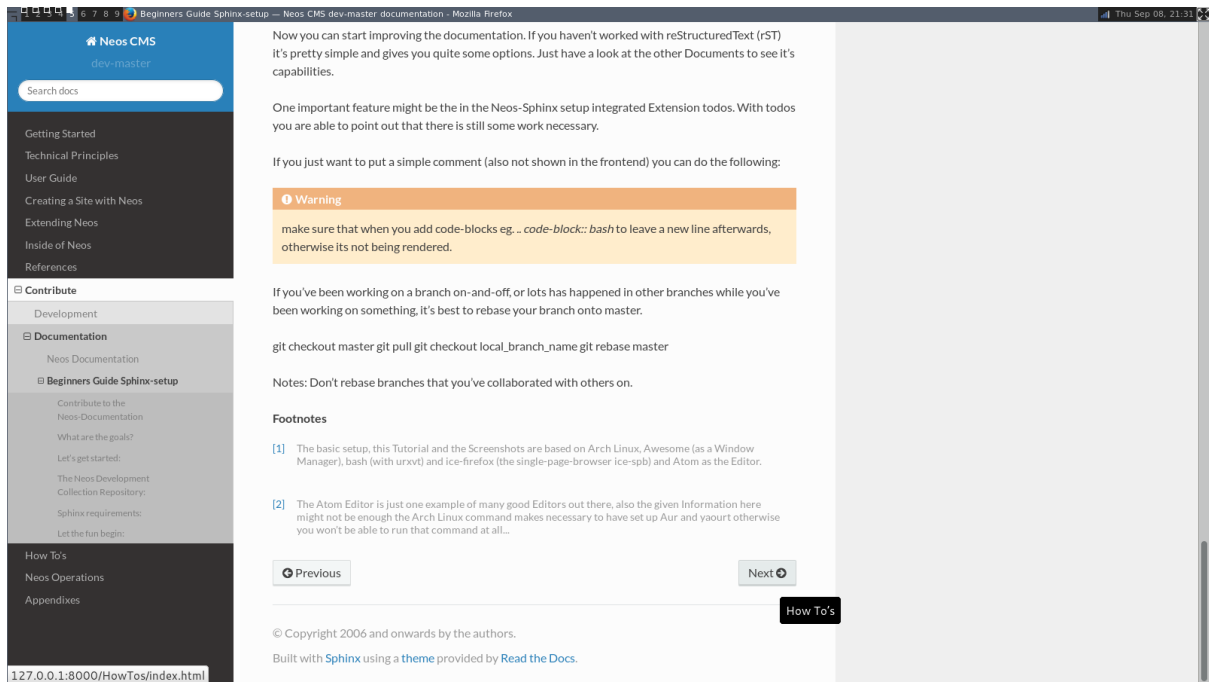 1 2 3 4 5 6 7 8 9 Beginners Guide Sphinx-setup — Neos CMS dev-master documentation - Mozilla Firefox
Thu Sep 08, 21:31
Neos CMS
dev-master
Search docs
Getting Started
Technical Principles
User Guide
Creating a Site with Neos
Extending Neos
Inside of Neos
References
Contribute
Development
Documentation
Neos Documentation
Beginners Guide Sphinx-setup
Contribute to the
Neos-Documentation
What are the goals?
Let's get started:
The Neos Development
Collection Repository:
Sphinx requirements:
Let the fun begin:
How To's
Neos Operations
Appendixes
127.0.0.1:8000/HowTos/index.html
Now you can start improving the documentation. If you haven't worked with reStructuredText (rST)
it's pretty simple and gives you quite some options. Just have a look at the other Documents to see it's
capabilities.
One important feature might be the in the Neos-Sphinx setup integrated Extension todos. With todos
you are able to point out that there is still some work necessary.
If you just want to put a simple comment (also not shown in the frontend) you can do the following:
Warning
make sure that when you add code-blocks eg. .. code-block:: bash to leave a new line afterwards,
otherwise its not being rendered.
If you've been working on a branch on-and-off, or lots has happened in other branches while you've
been working on something, it's best to rebase your branch onto master.
git checkout master git pull git checkout local_branch_name git rebase master
Notes: Don't rebase branches that you've collaborated with others on.
Footnotes
[1] The basic setup, this Tutorial and the Screenshots are based on Arch Linux, Awesome (as a Window
Manager), bash (with urxvt) and ice-firefox (the single-page-browser ice-spb) and Atom as the Editor.
[2] The Atom Editor is just one example of many good Editors out there, also the given Information here
might not be enough the Arch Linux command makes necessary to have set up Aur and yaourt otherwise
you won't be able to run that command at all...
Previous
Next
How To's
© Copyright 2006 and onwards by the authors.
Built with Sphinx using a theme provided by Read the Docs.